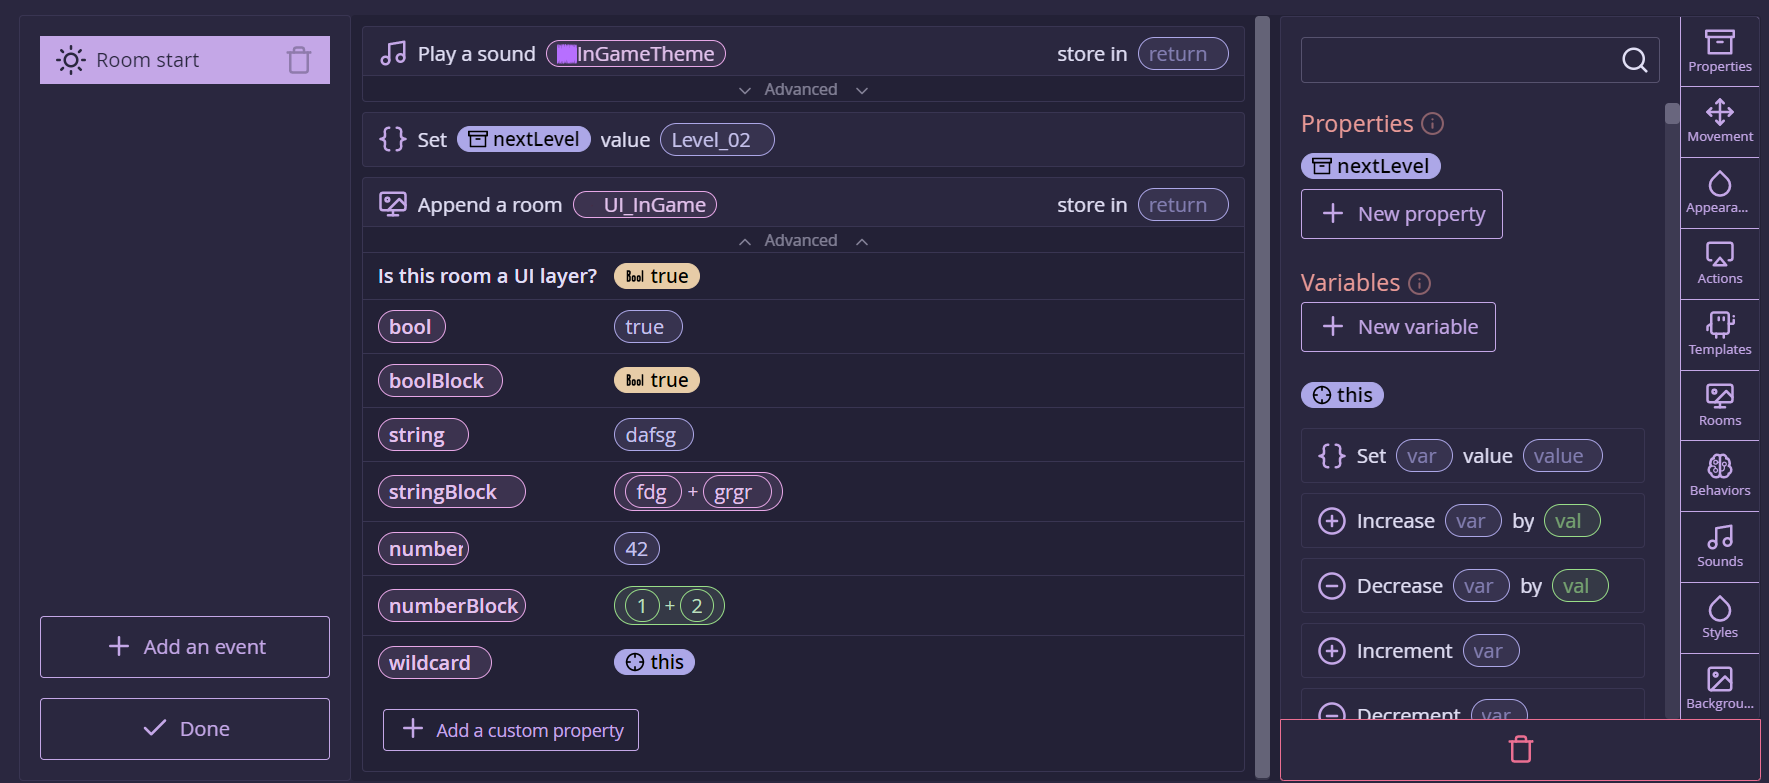 Room start
Add an event
Done
Play a sound InGameTheme store in return
Advanced
Set nextLevel value Level_02
Append a room UI_InGame store in return
Advanced
Is this room a UI layer? Bool true
bool true
boolBlock Bool true
string dafsg
stringBlock fdg + grgr
number 42
numberBlock 1 + 2
wildcard this
Add a custom property
Properties
nextLevel
New property
Variables
New variable
this
Set var value value
Increase var by val
Decrease var by val
Increment var
Decrement var
Properties
Movement
Appeara...
Actions
Templates
Rooms
Behaviors
Sounds
Styles
Backgrou...